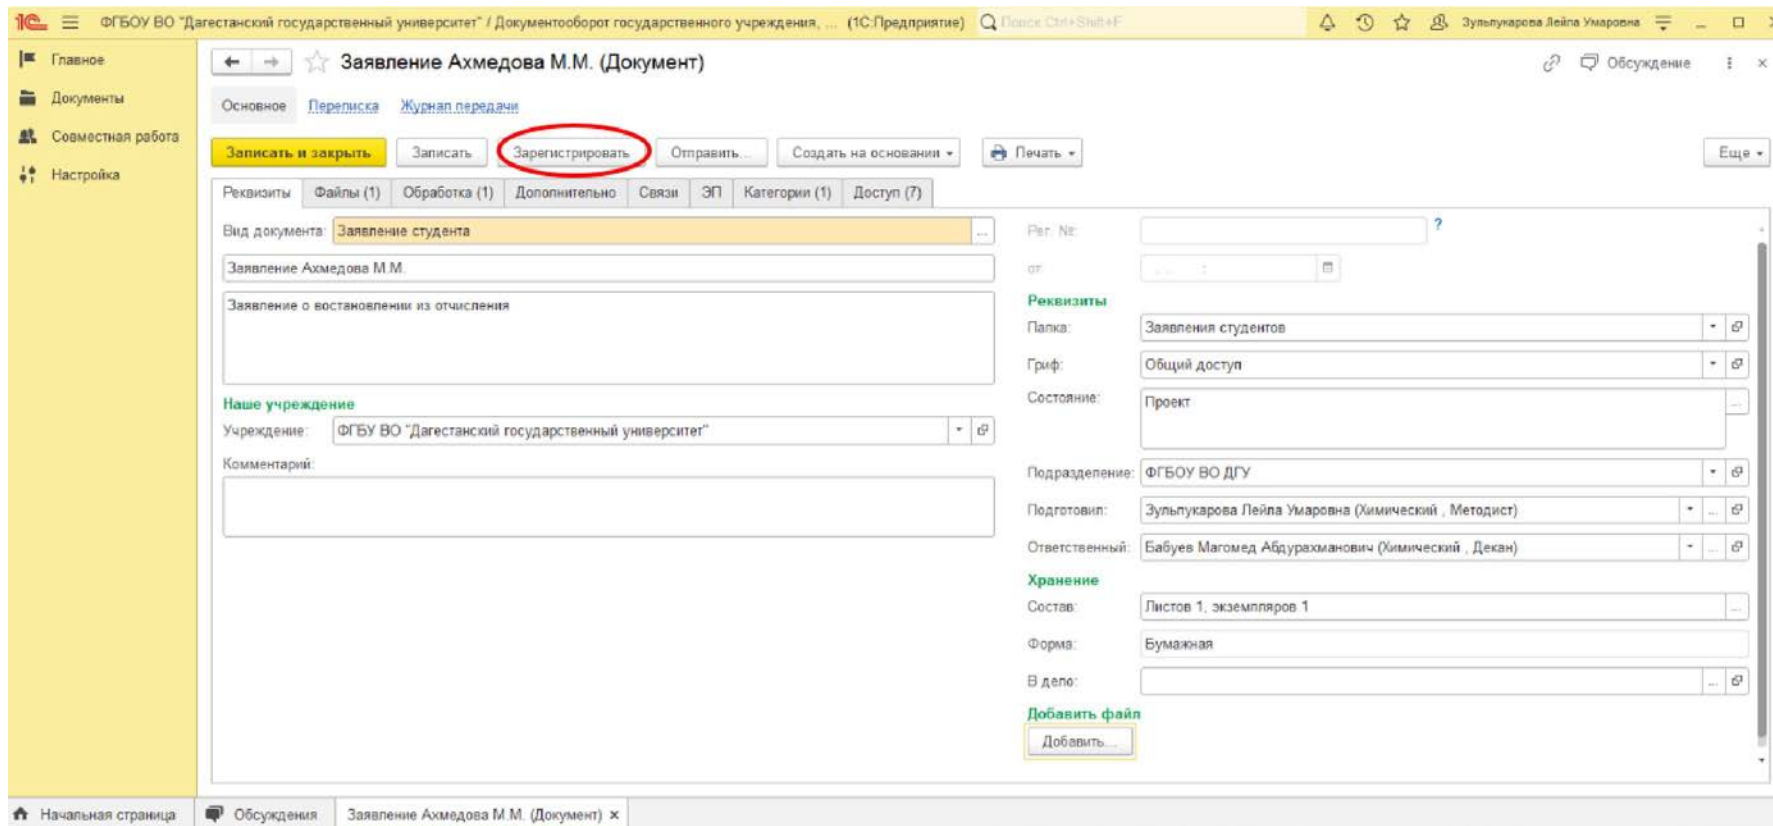 1С ФГБОУ ВО "Дагестанский государственный университет" / Документооборот государственного учреждения, ... (1С:Предприятие) Поиск Ctrl+Shift+F Зульпукарова Лейла Умаровна
Главное
Документы
Совместная работа
Настройка
Заявление Ахмедова М.М. (Документ) Обсуждение
Основное Переписка Журнал передачи
Записать и закрыть Записать Зарегистрировать Отправить... Создать на основании Печать Еще
Реквизиты Файлы (1) Обработка (1) Дополнительно Связи ЭП Категории (1) Доступ (7)
Вид документа: Заявление студента ...
Заявление Ахмедова М.М.
Заявление о востановлении из отчисления
Наше учреждение
Учреждение: ФГБУ ВО "Дагестанский государственный университет"
Комментарий:
Рег. №: ?
от:
Реквизиты
Папка: Заявления студентов
Гриф: Общий доступ
Состояние: Проект ...
Подразделение: ФГБОУ ВО ДГУ
Подготовил: Зульпукарова Лейла Умаровна (Химический , Методист) ...
Ответственный: Бабуев Магомед Абдурахманович (Химический , Декан) ...
Хранение
Состав: Листов 1, экземпляров 1 ...
Форма: Бумажная
В дело: ...
Добавить файл
Добавить...
Начальная страница Обсуждения Заявление Ахмедова М.М. (Документ) ×